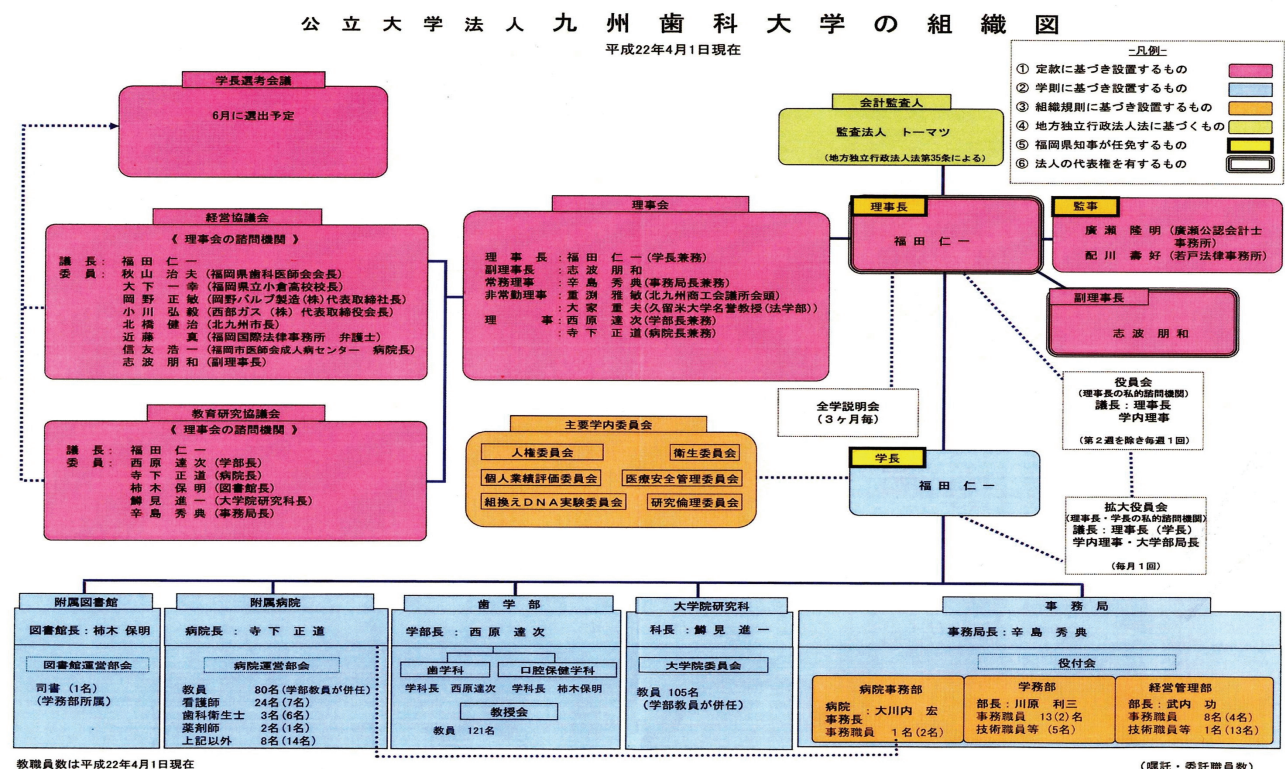 公立大学法人 九州歯科大学の組織図
平成22年4月1日現在
-凡例-
① 定款に基づき設置するもの
② 学則に基づき設置するもの
③ 組織規則に基づき設置するもの
④ 地方独立行政法人法に基づくもの
⑤ 福岡県知事が任免するもの
⑥ 法人の代表権を有するもの
学長選考会議
6月に選出予定
会計監査人
監査法人 トーマツ
(地方独立行政法人法第35条による)
経営協議会
《 理事会の諮問機関 》
議長: 福田 仁一
委員: 秋山 治夫 (福岡県歯科医師会会長)
大下 一幸 (福岡県立小倉高校校長)
岡野 正敏 (岡野バルブ製造(株)代表取締社長)
小川 弘毅 (西部ガス (株) 代表取締役会長)
北橋 健治 (北九州市長)
近藤 真 (福岡国際法律事務所 弁護士)
信友 浩一 (福岡市医師会成人病センター 病院長)
志波 朋和 (副理事長)
理事会
理事長: 福田 仁一 (学長兼務)
副理事長: 志波 朋和
常務理事: 辛島 秀典 (事務局長兼務)
非常勤理事: 重渕 雅敏 (北九州商工会議所会頭)
: 大家 重夫 (久留米大学名誉教授(法学部))
理事: 西原 達次 (学部長兼務)
: 寺下 正道 (病院長兼務)
理事長
福田 仁一
監事
廣瀬 隆明 (廣瀬公認会計士
事務所)
配川 壽好 (若戸法律事務所)
副理事長
志波 朋和
教育研究協議会
《 理事会の諮問機関 》
議長: 福田 仁一
委員: 西原 達次 (学部長)
寺下 正道 (病院長)
柿木 保明 (図書館長)
鱒見 進一 (大学院研究科長)
辛島 秀典 (事務局長)
全学説明会
(3ヶ月毎)
役員会
(理事長の私的諮問機関)
議長:理事長
学内理事
(第2週を除き毎週1回)
主要学内委員会
人権委員会
衛生委員会
個人業績評価委員会
医療安全管理委員会
組換えDNA実験委員会
研究倫理委員会
学長
福田 仁一
拡大役員会
(理事長・学長の私的諮問機関)
議長:理事長 (学長)
学内理事・大学部局長
(毎月1回)
附属図書館
図書館長:柿木 保明
図書館運営部会
司書 (1名)
(学務部所属)
附属病院
病院長: 寺下 正道
病院運営部会
教員 80名 (学部教員が併任)
看護師 24名 (7名)
歯科衛生士 3名 (6名)
薬剤師 2名 (1名)
上記以外 8名 (14名)
歯学部
学部長: 西原 達次
歯学科
口腔保健学科
学科長 西原達次
学科長 柿木保明
教授会
教員 121名
大学院研究科
科長: 鱒見 進一
大学院委員会
教員 105名
(学部教員が併任)
事務局
事務局長: 辛島 秀典
役付会
病院事務部
病院
事務長 :大川内 宏
事務職員 1名 (2名)
学務部
部長:川原 利三
事務職員 13(2)名
技術職員等 (5名)
経営管理部
部長:武内 功
事務職員 8名 (4名)
技術職員等 1名 (13名)
教職員数は平成22年4月1日現在
(嘱託・委託職員数)